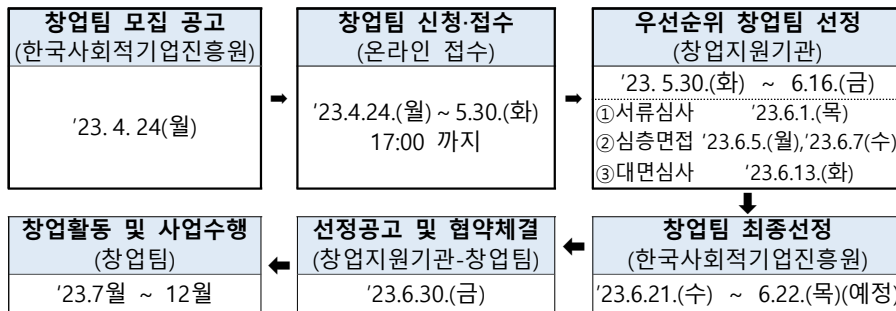 창업팀 모집 공고
(한국사회적기업진흥원)
'23. 4. 24(월)
➡
창업팀 신청·접수
(온라인 접수)
'23.4.24.(월) ~ 5.30.(화)
17:00 까지
➡
우선순위 창업팀 선정
(창업지원기관)
'23. 5.30.(화) ~ 6.16.(금)
①서류심사 '23.6.1.(목)
②심층면접 '23.6.5.(월),'23.6.7(수)
③대면심사 '23.6.13.(화)
⬇
창업팀 최종선정
(한국사회적기업진흥원)
'23.6.21.(수) ~ 6.22.(목)(예정)
⬅
선정공고 및 협약체결
(창업지원기관-창업팀)
'23.6.30.(금)
⬅
창업활동 및 사업수행
(창업팀)
'23.7월 ~ 12월